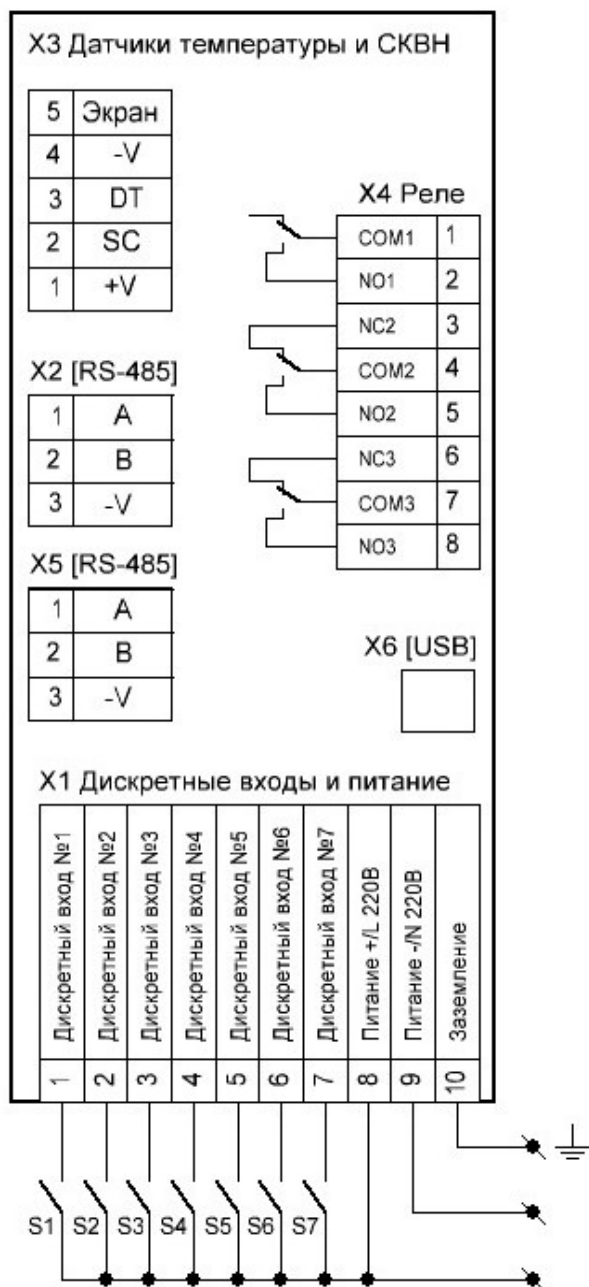 X3 Датчики температуры и СКВН
5 Экран
4 -V
3 DT
2 SC
1 +V
X4 Реле
COM1 1
NO1 2
NC2 3
COM2 4
NO2 5
NC3 6
COM3 7
NO3 8
X2 [RS-485]
1 A
2 B
3 -V
X5 [RS-485]
1 A
2 B
3 -V
X6 [USB]
X1 Дискретные входы и питание
Дискретный вход №1
Дискретный вход №2
Дискретный вход №3
Дискретный вход №4
Дискретный вход №5
Дискретный вход №6
Дискретный вход №7
Питание +/L 220В
Питание -/N 220В
Заземление
1 2 3 4 5 6 7 8 9 10
S1 S2 S3 S4 S5 S6 S7